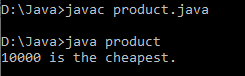 D:\Java>javac product.java
D:\Java>java product
10000 is the cheapest.